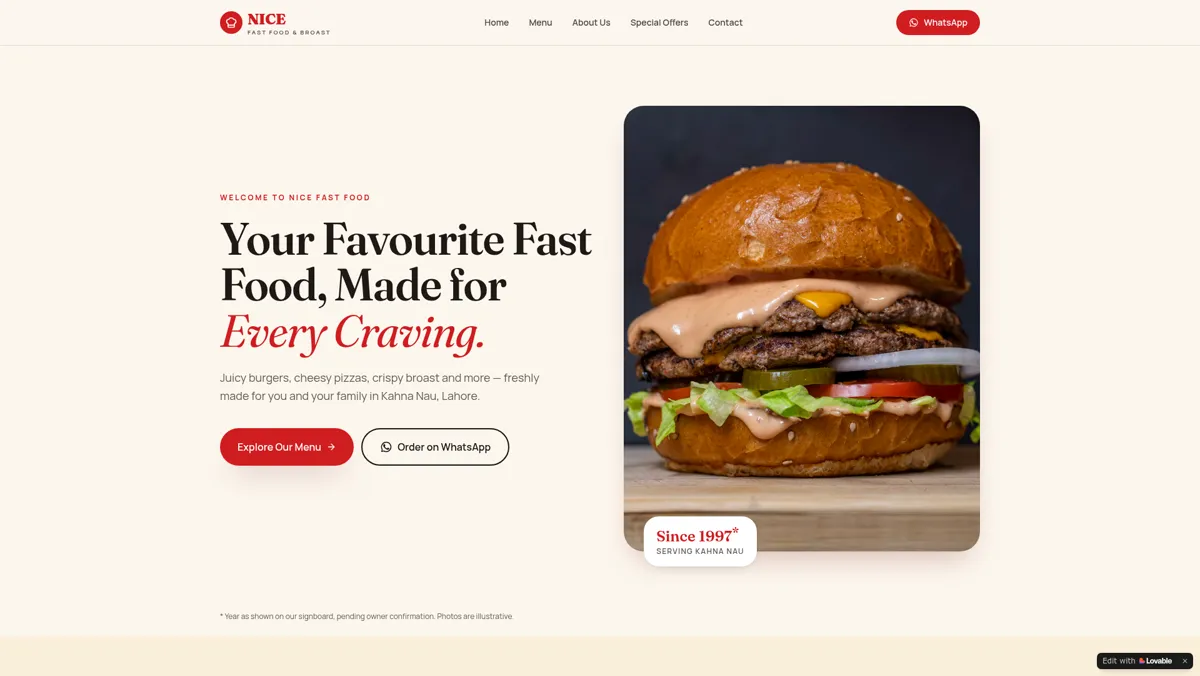 NICE
FAST FOOD & BROAST
Home
Menu
About Us
Special Offers
Contact
WhatsApp
WELCOME TO NICE FAST FOOD
Your Favourite Fast
Food, Made for
Every Craving.
Juicy burgers, cheesy pizzas, crispy broast and more — freshly
made for you and your family in Kahna Nau, Lahore.
Explore Our Menu →
Order on WhatsApp
Since 1997*
SERVING KAHNA NAU
* Year as shown on our signboard, pending owner confirmation. Photos are illustrative.
Edit with Lovable ×